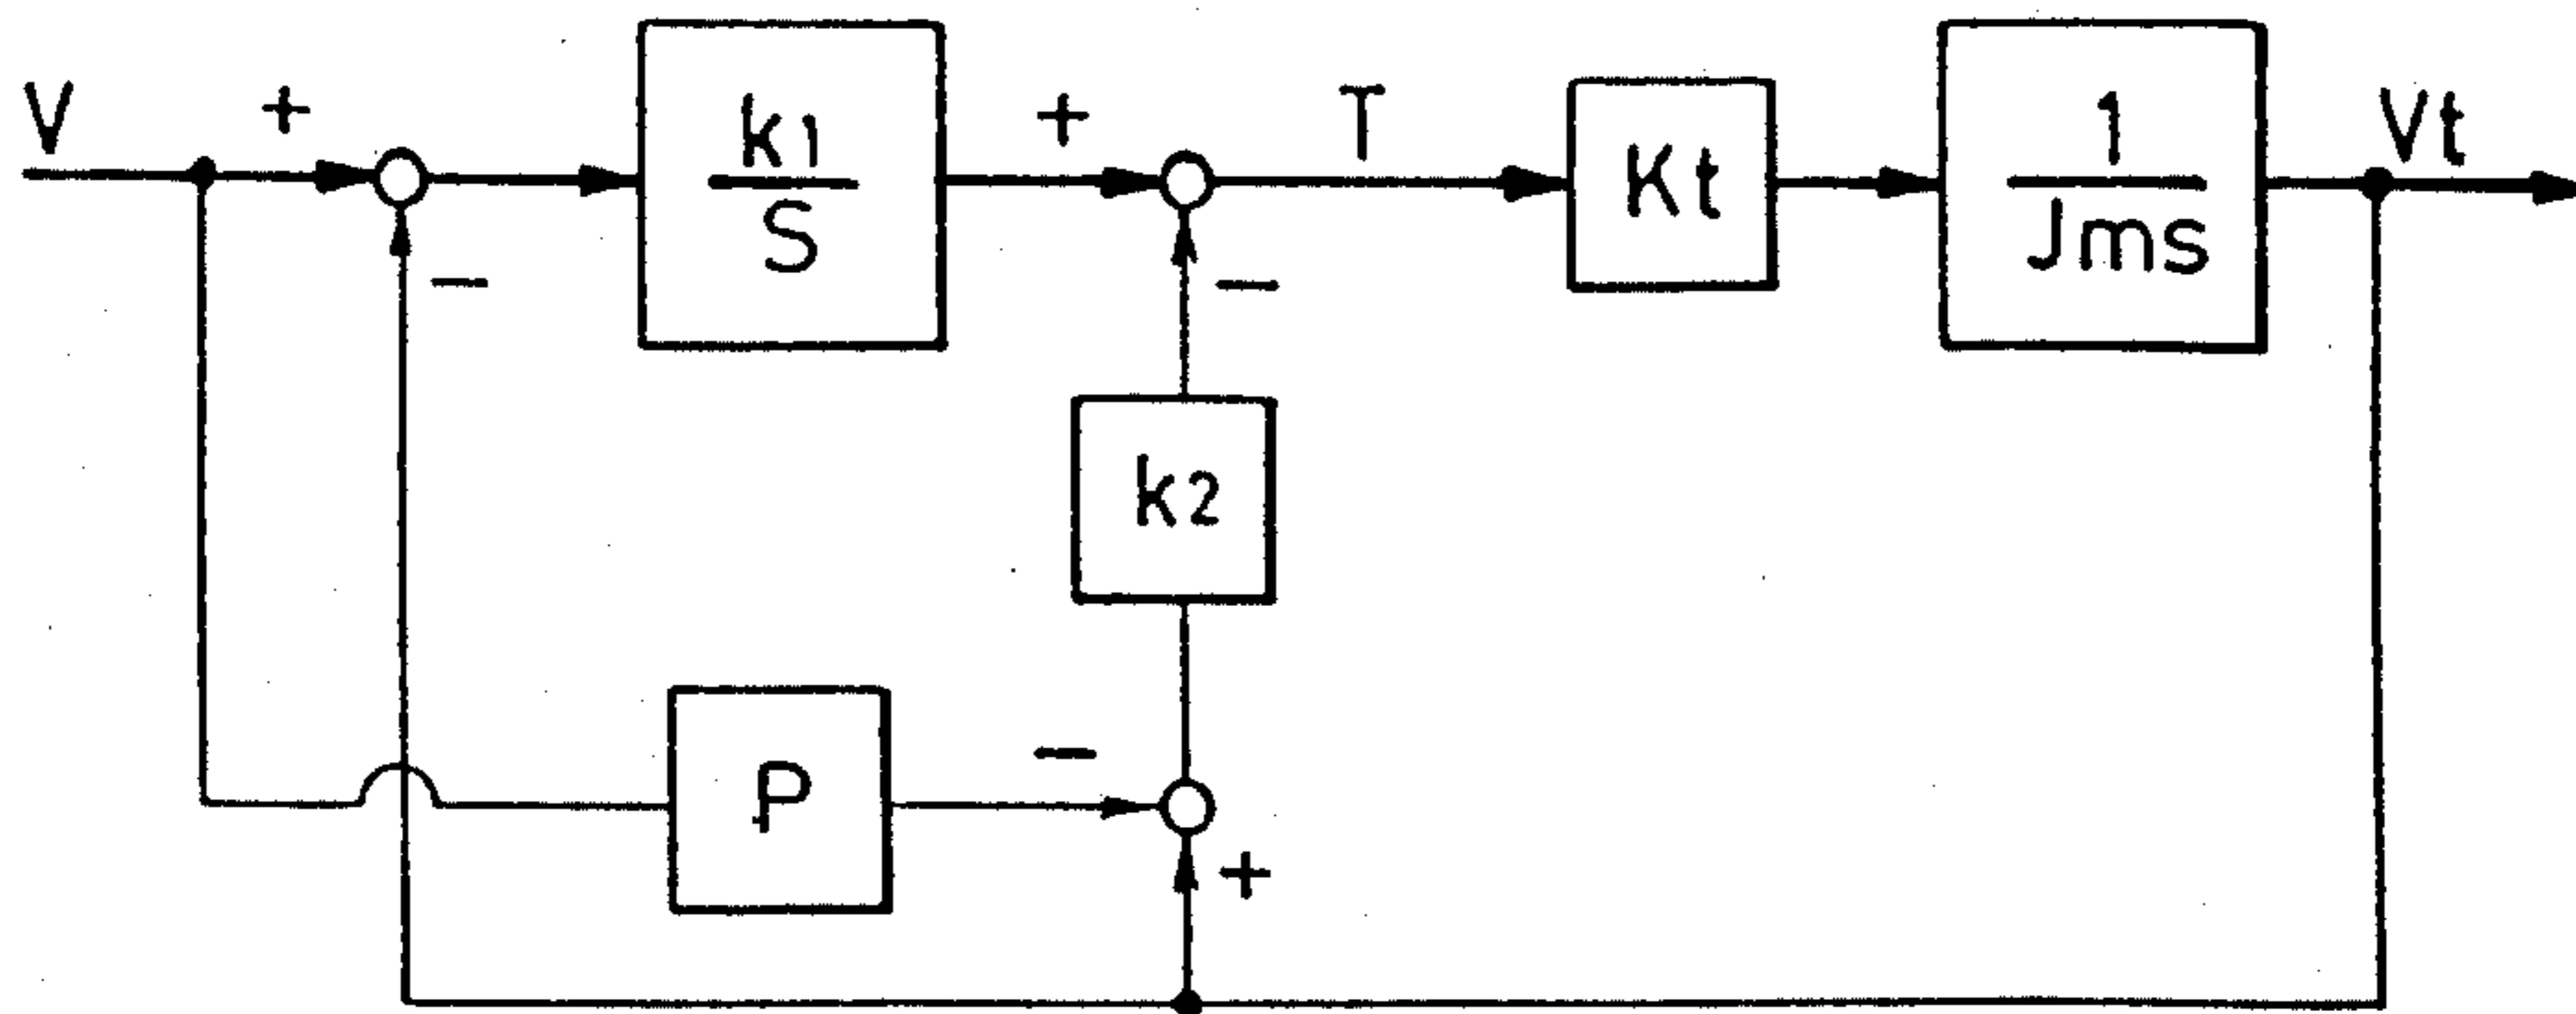 V + k1 + T Kt 1 Vt
S Jms
− −
k2
P −
+